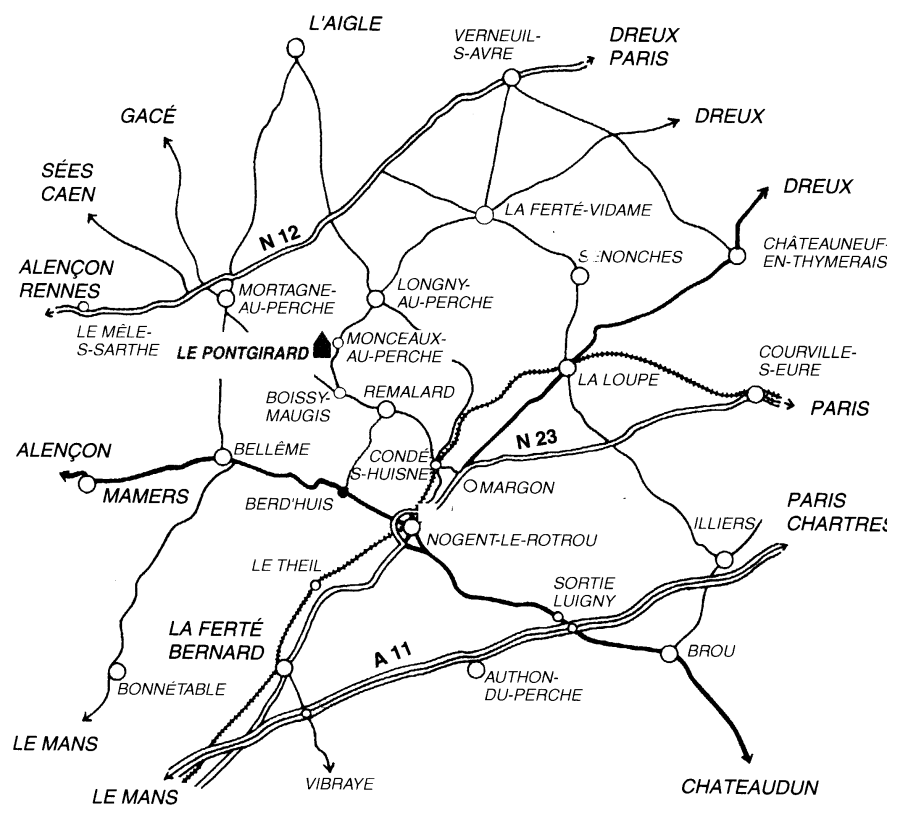 L'AIGLE
VERNEUIL-
S-AVRE
DREUX
PARIS
GACÉ
DREUX
SÉES
CAEN
DREUX
LA FERTÉ-VIDAME
N 12
CHÂTEAUNEUF-
EN-THYMERAIS
ALENÇON
RENNES
MORTAGNE-
AU-PERCHE
LONGNY-
AU-PERCHE
LE MÊLE-
S-SARTHE
LE PONTGIRARD
MONCEAUX-
AU-PERCHE
COURVILLE-
S-EURE
LA LOUPE
BOISSY-
MAUGIS
REMALARD
PARIS
ALENÇON
BELLÊME
CONDÉ
S-HUISNE
N 23
MAMERS
BERD'HUIS
MARGON
PARIS
CHARTRES
ILLIERS
NOGENT-LE-ROTROU
LE THEIL
SORTIE
LUIGNY
LA FERTÉ
BERNARD
A 11
BROU
BONNÉTABLE
AUTHON-
DU-PERCHE
LE MANS
LE MANS
VIBRAYE
CHATEAUDUN